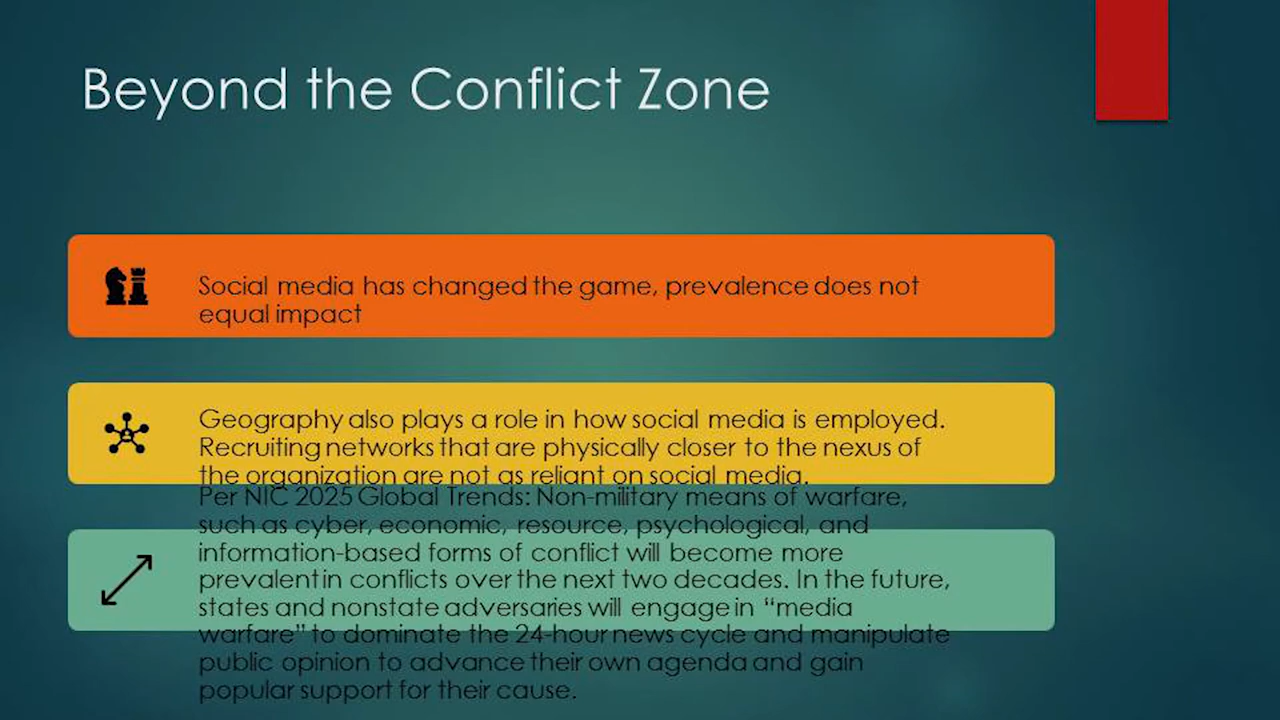 Beyond the Conflict Zone
Social media has changed the game, prevalence does not
equal impact
Geography also plays a role in how social media is employed.
Recruiting networks that are physically closer to the nexus of
the organization are not as reliant on social media.
Per NIC 2025 Global Trends: Non-military means of warfare,
such as cyber, economic, resource, psychological, and
information-based forms of conflict will become more
prevalent in conflicts over the next two decades. In the future,
states and nonstate adversaries will engage in “media
warfare” to dominate the 24-hour news cycle and manipulate
public opinion to advance their own agenda and gain
popular support for their cause.